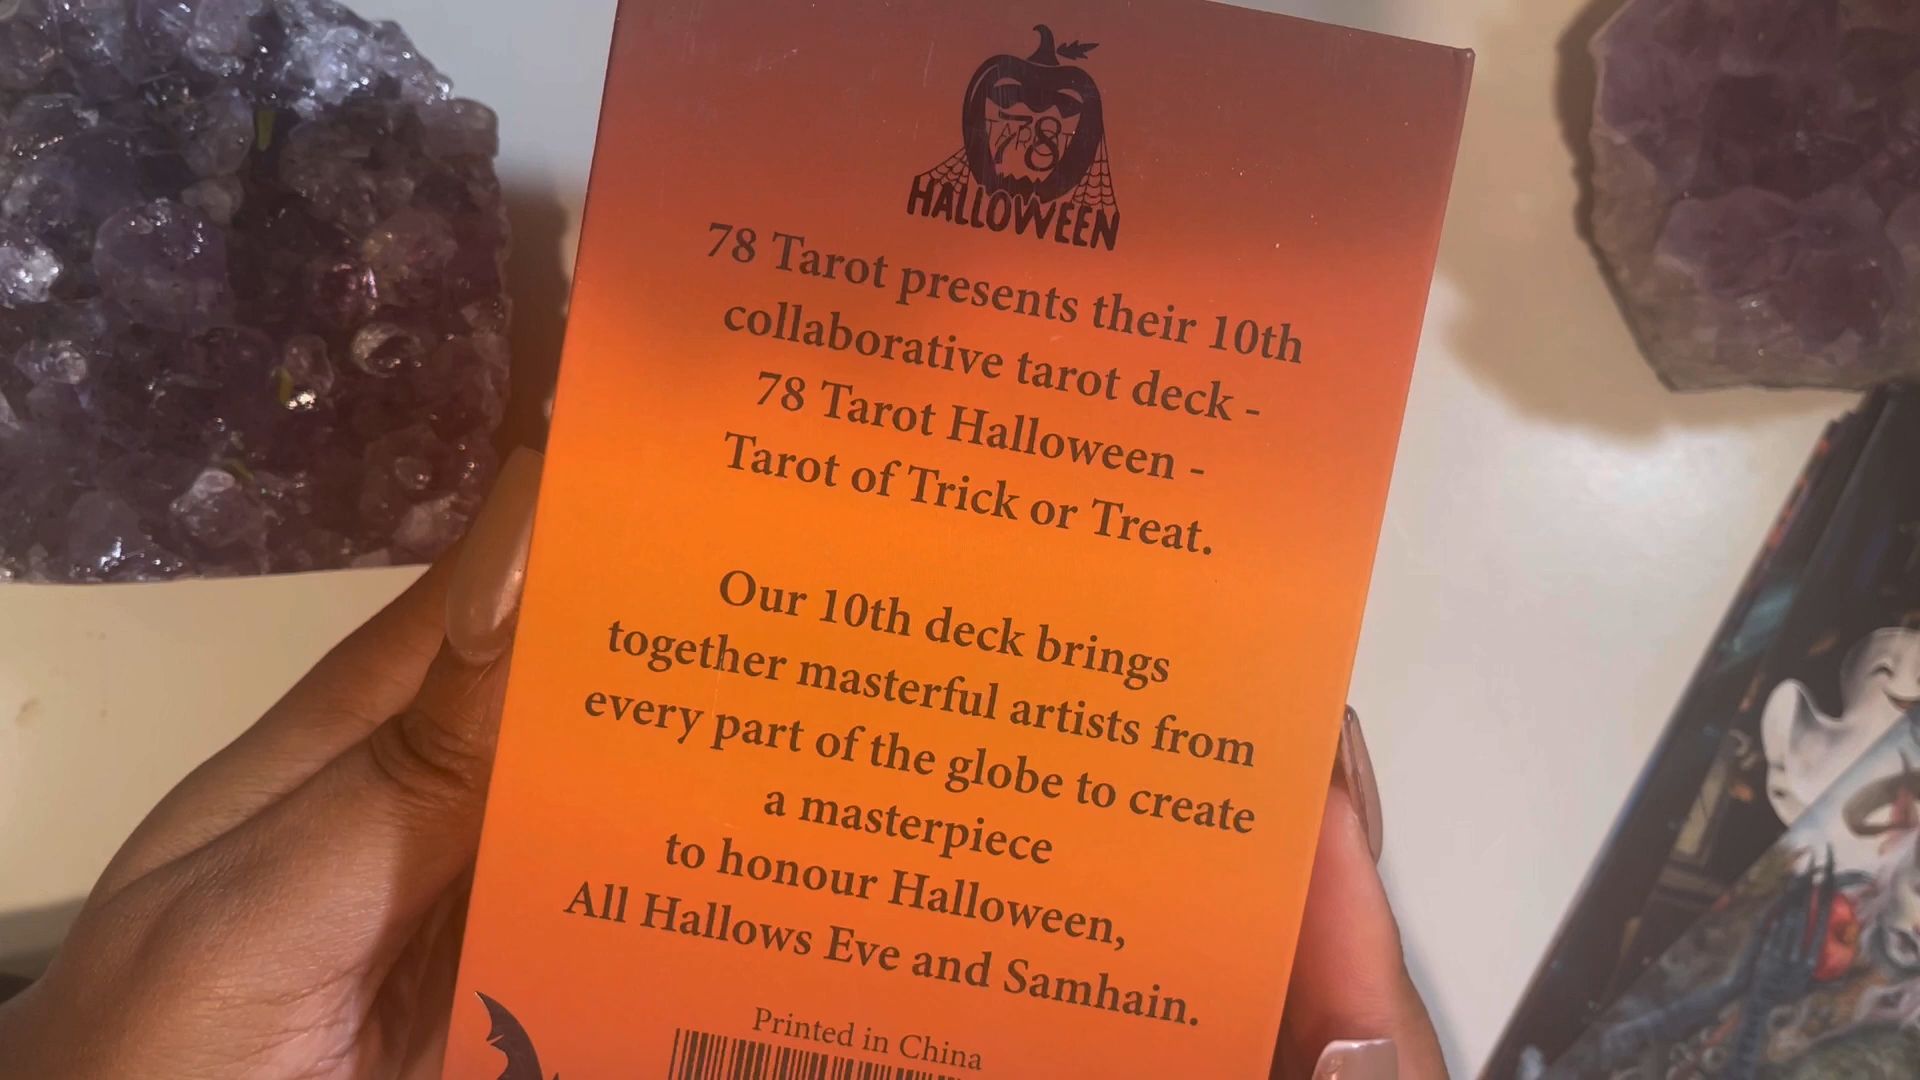 TAROT
78
HALLOWEEN
78 Tarot presents their 10th
collaborative tarot deck -
78 Tarot Halloween -
Tarot of Trick or Treat.
Our 10th deck brings
together masterful artists from
every part of the globe to create
a masterpiece
to honour Halloween,
All Hallows Eve and Samhain.
Printed in China